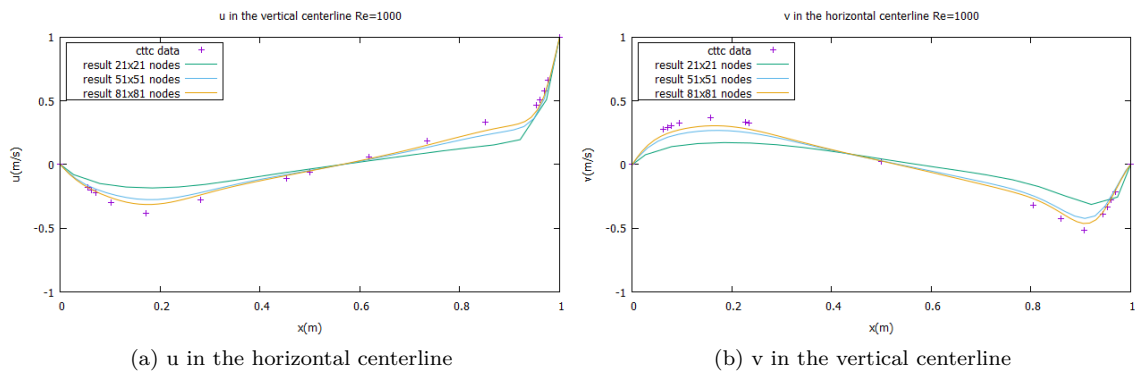 u in the vertical centerline Re=1000
1
0.5
0
-0.5
-1
u(m/s)
cttc data
result 21x21 nodes
result 51x51 nodes
result 81x81 nodes
0 0.2 0.4 0.6 0.8 1
x(m)
(a) u in the horizontal centerline
v in the horizontal centerline Re=1000
1
0.5
0
-0.5
-1
v(m/s)
cttc data
result 21x21 nodes
result 51x51 nodes
result 81x81 nodes
0 0.2 0.4 0.6 0.8 1
x(m)
(b) v in the vertical centerline